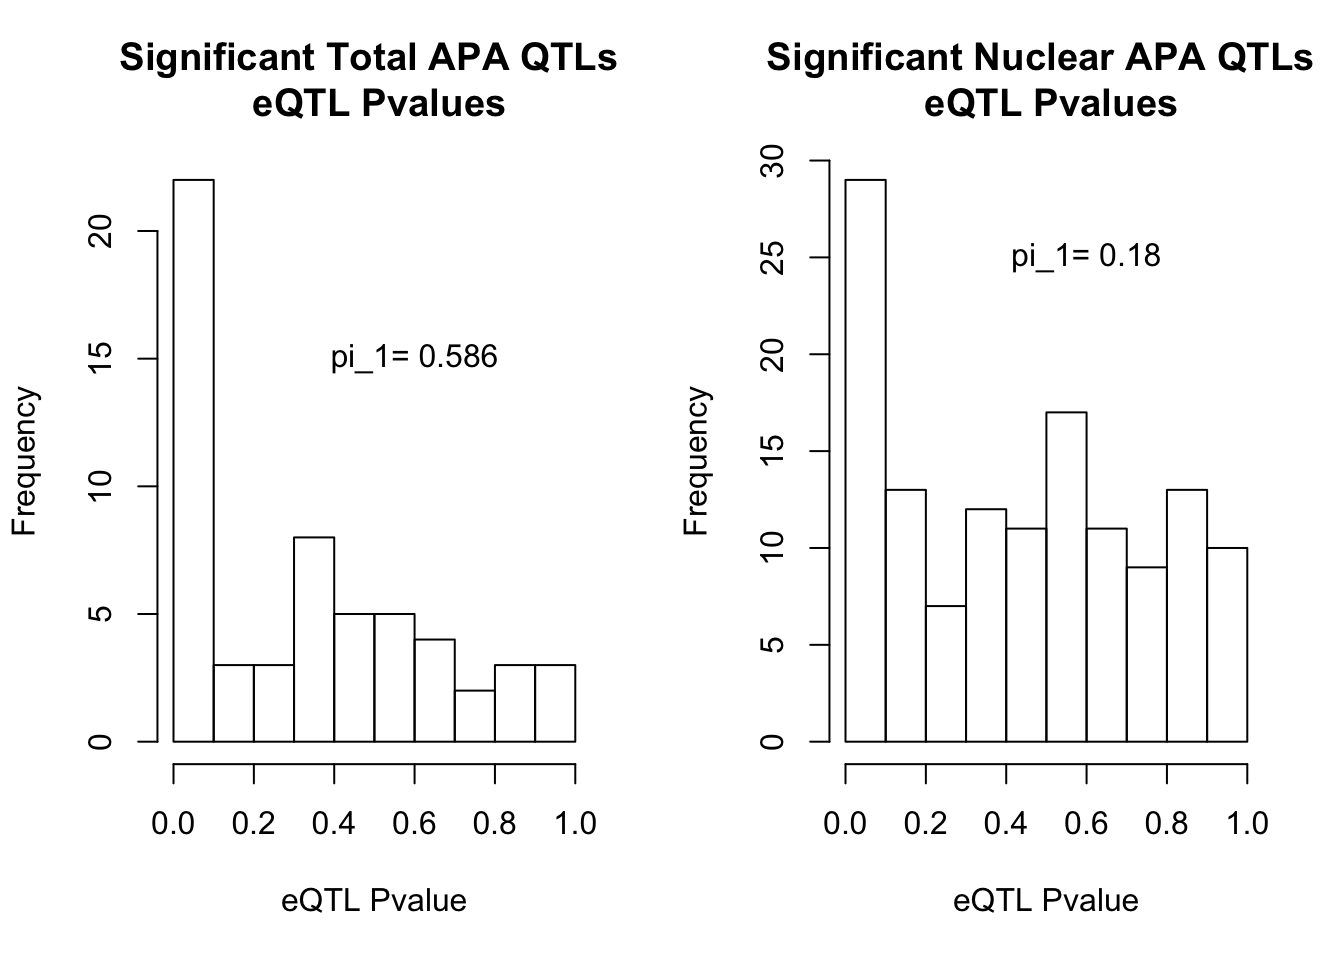 Significant Total APA QTLs
eQTL Pvalues
Frequency
20
15
10
5
0
pi_1= 0.586
0.0 0.2 0.4 0.6 0.8 1.0
eQTL Pvalue
Significant Nuclear APA QTLs
eQTL Pvalues
Frequency
30
25
20
15
10
5
0
pi_1= 0.18
0.0 0.2 0.4 0.6 0.8 1.0
eQTL Pvalue